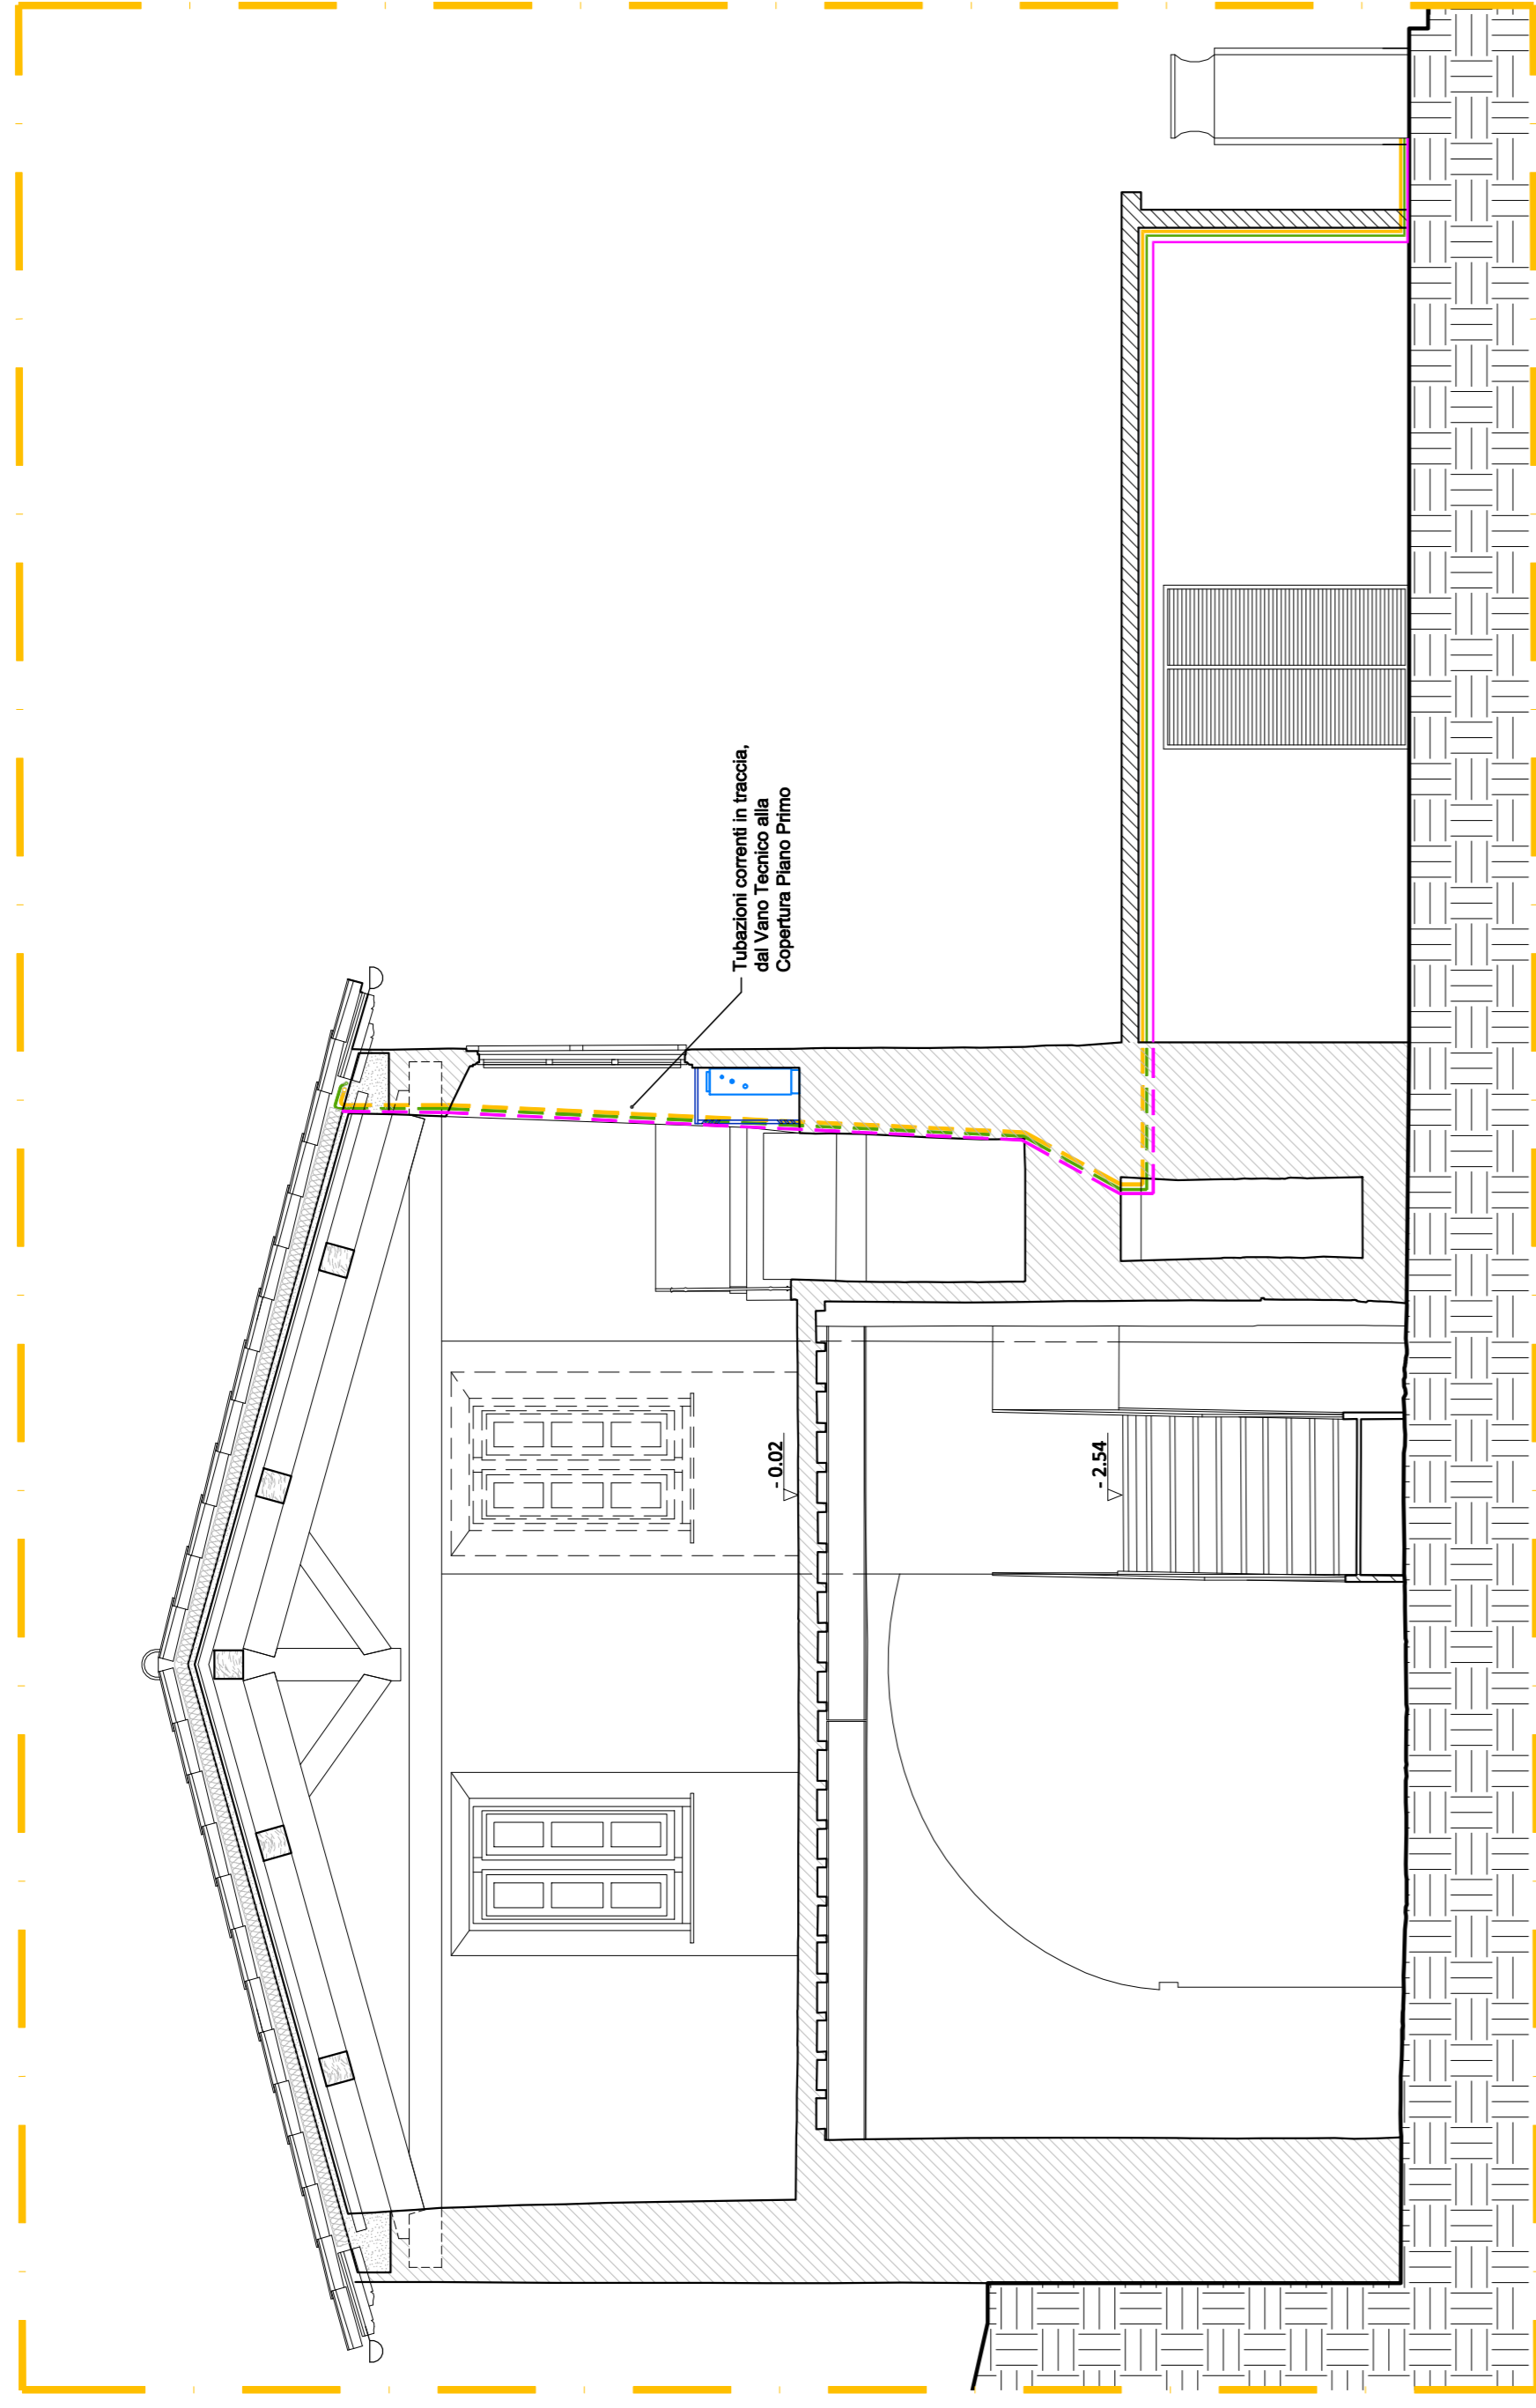 Tubazioni correnti in traccia,
dal Vano Tecnico alla
Copertura Piano Primo
- 0.02
- 2.54